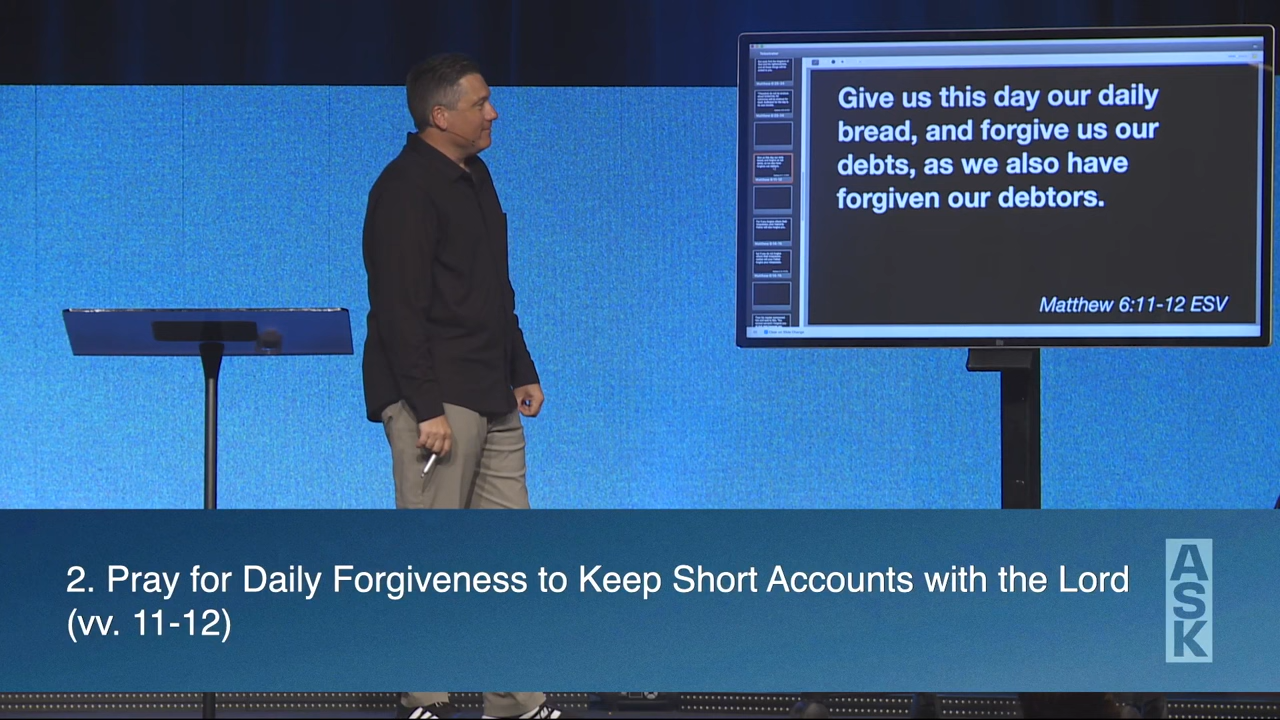 Give us this day our daily
bread, and forgive us our
debts, as we also have
forgiven our debtors.
Matthew 6:11-12 ESV
2. Pray for Daily Forgiveness to Keep Short Accounts with the Lord
(vv. 11-12)
ASK